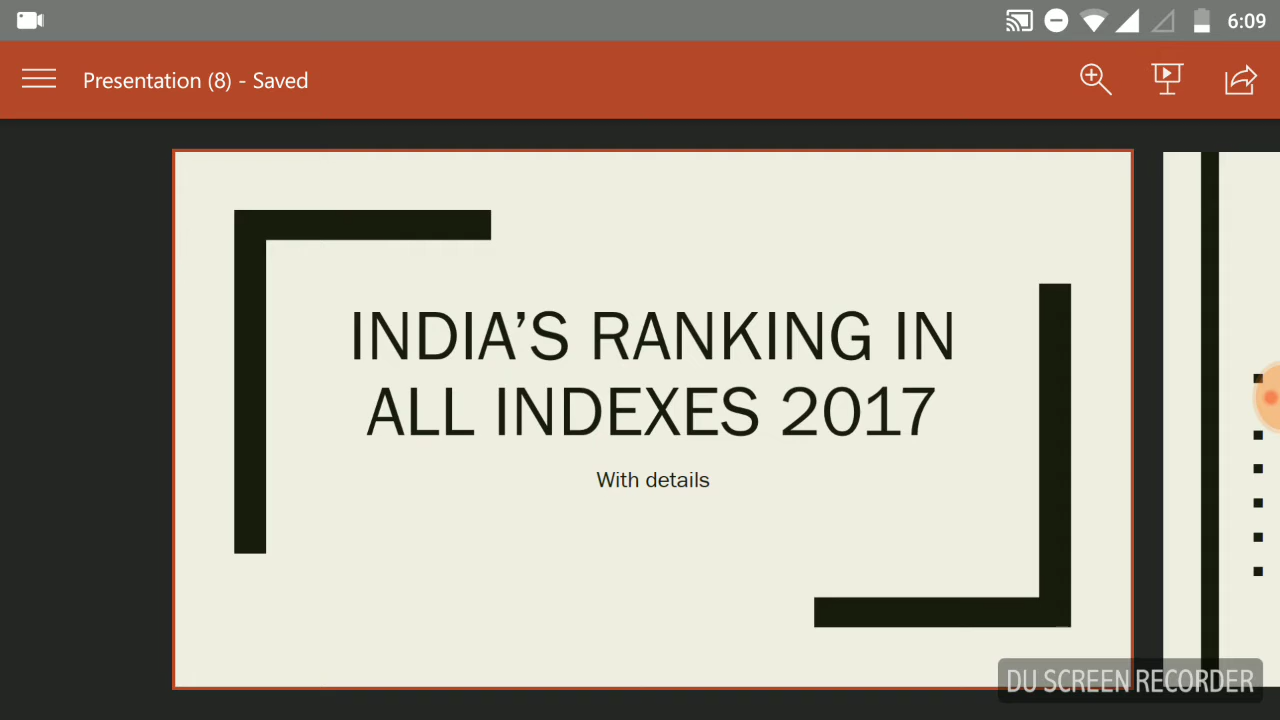 6:09
Presentation (8) - Saved
INDIA’S RANKING IN
ALL INDEXES 2017
With details
DU SCREEN RECORDER